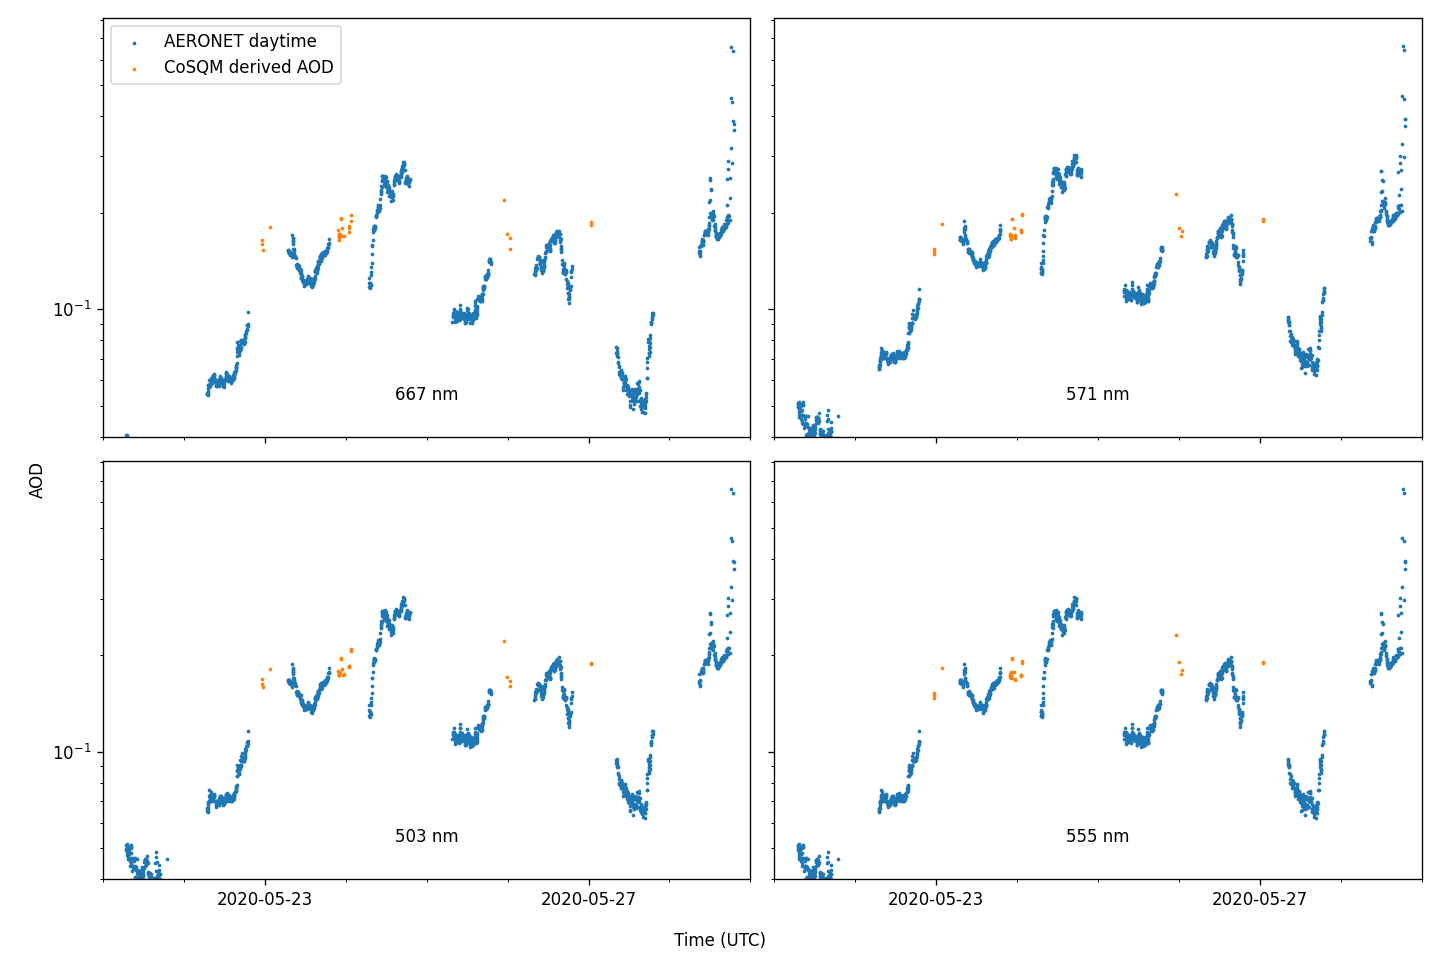 AERONET daytime
CoSQM derived AOD
10⁻¹
667 nm
571 nm
AOD
10⁻¹
503 nm
555 nm
2020-05-23
2020-05-27
2020-05-23
2020-05-27
Time (UTC)